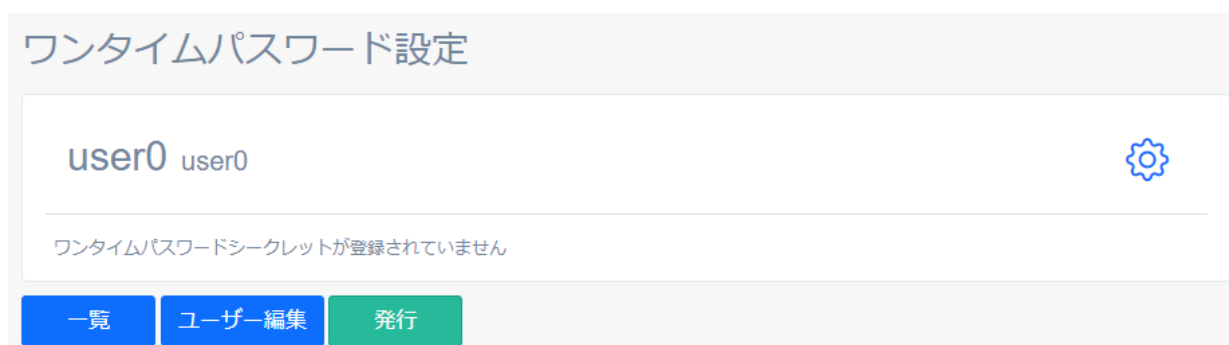 ワンタイムパスワード設定
user0 user0
ワンタイムパスワードシークレットが登録されていません
一覧 ユーザー編集 発行